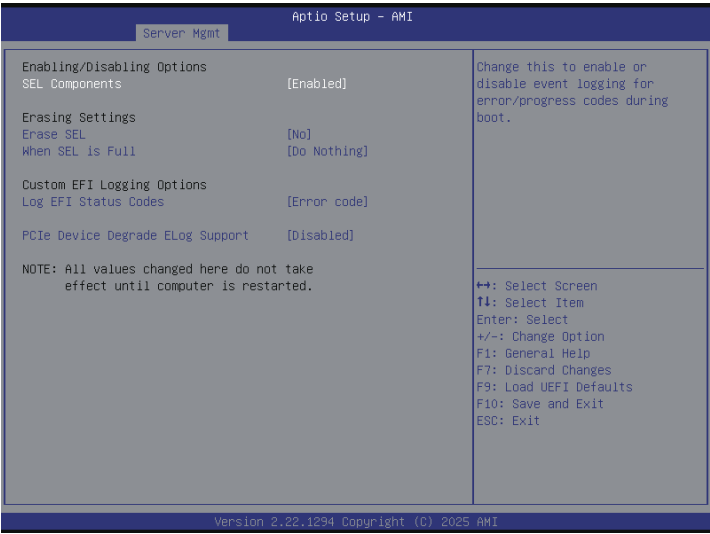 Aptio Setup – AMI
Server Mgmt
Enabling/Disabling Options
SEL Components [Enabled]
Erasing Settings
Erase SEL [No]
When SEL is Full [Do Nothing]
Custom EFI Logging Options
Log EFI Status Codes [Error code]
PCIe Device Degrade ELog Support [Disabled]
NOTE: All values changed here do not take
effect until computer is restarted.
Change this to enable or
disable event logging for
error/progress codes during
boot.
↔: Select Screen
↑↓: Select Item
Enter: Select
+/-: Change Option
F1: General Help
F7: Discard Changes
F9: Load UEFI Defaults
F10: Save and Exit
ESC: Exit
Version 2.22.1294 Copyright (C) 2025 AMI